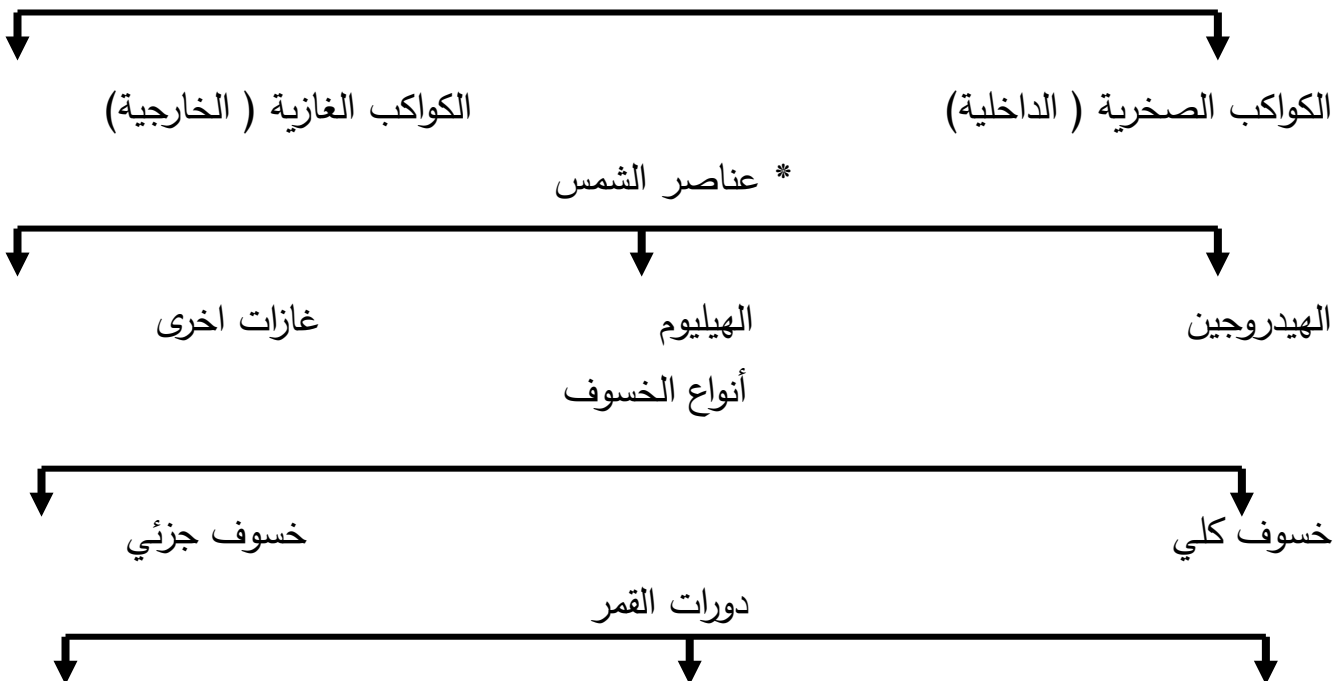 الكواكب الصخرية ( الداخلية) الكواكب الغازية ( الخارجية)
* عناصر الشمس
الهيدروجين الهيليوم غازات اخرى
أنواع الخسوف
خسوف كلي خسوف جزئي
دورات القمر